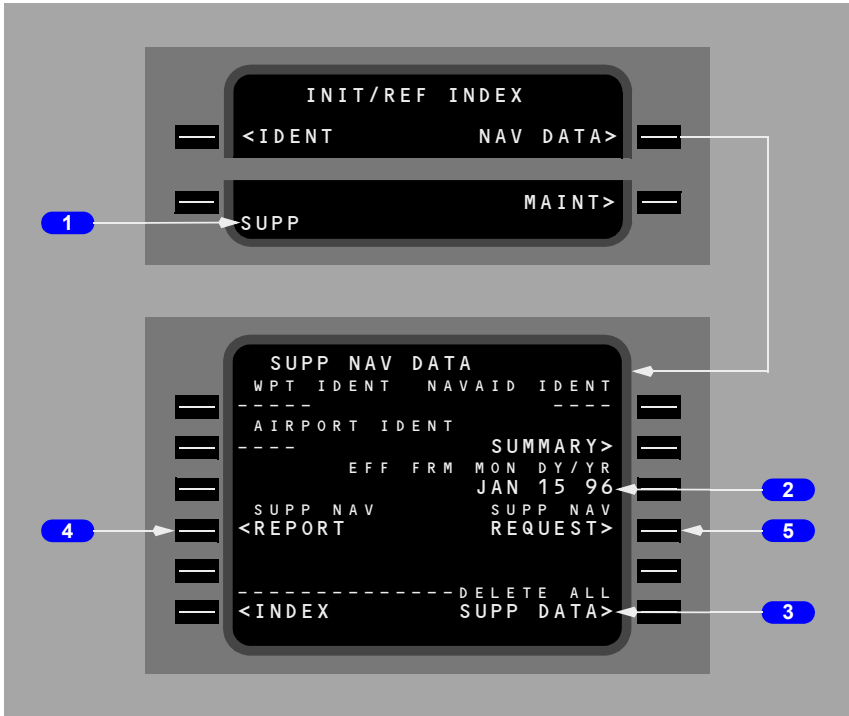 INIT/REF INDEX
<IDENT NAV DATA>
MAINT>
1
SUPP
SUPP NAV DATA
WPT IDENT NAVAID IDENT
----- ----
AIRPORT IDENT
---- SUMMARY>
EFF FRM MON DY/YR
JAN 15 96
2
SUPP NAV SUPP NAV
4
<REPORT REQUEST>
5
--------------DELETE ALL
<INDEX SUPP DATA>
3